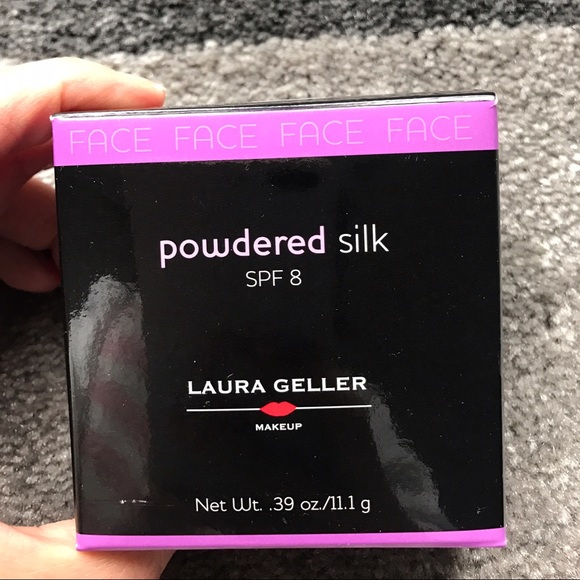 FACE FACE FACE FACE
powdered silk
SPF 8
LAURA GELLER
MAKEUP
Net Wt. .39 oz./11.1 g